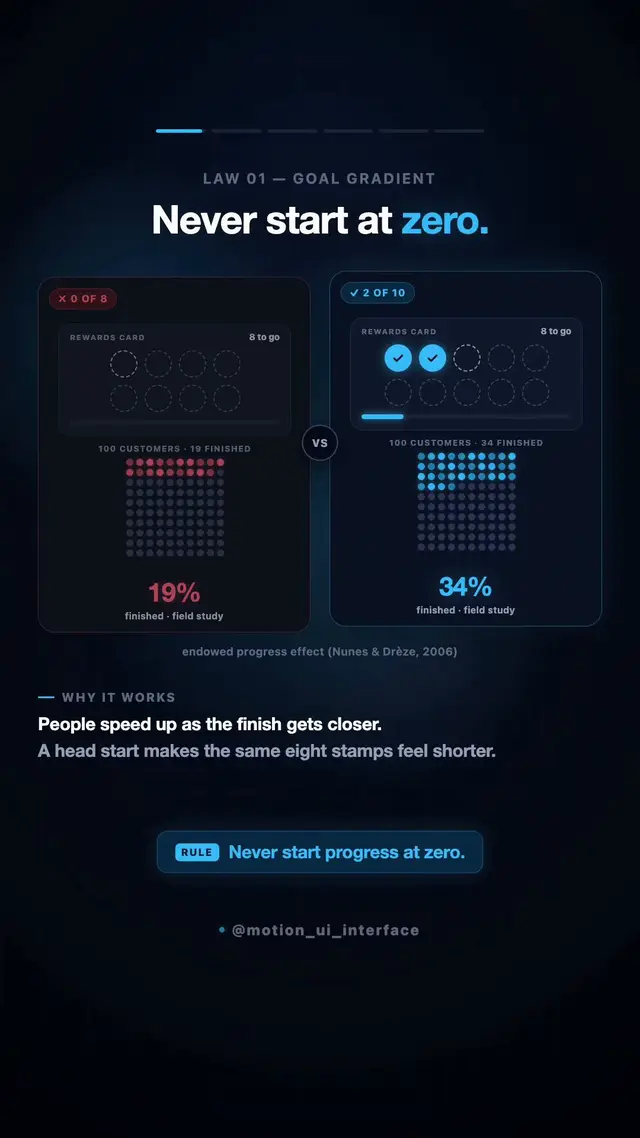 LAW 01 — GOAL GRADIENT
Never start at zero.
✕ 0 OF 8
REWARDS CARD 8 to go
100 CUSTOMERS · 19 FINISHED
19%
finished · field study
VS
✓ 2 OF 10
REWARDS CARD 8 to go
100 CUSTOMERS · 34 FINISHED
34%
finished · field study
endowed progress effect (Nunes & Drèze, 2006)
— WHY IT WORKS
People speed up as the finish gets closer.
A head start makes the same eight stamps feel shorter.
RULE Never start progress at zero.
• @motion_ui_interface